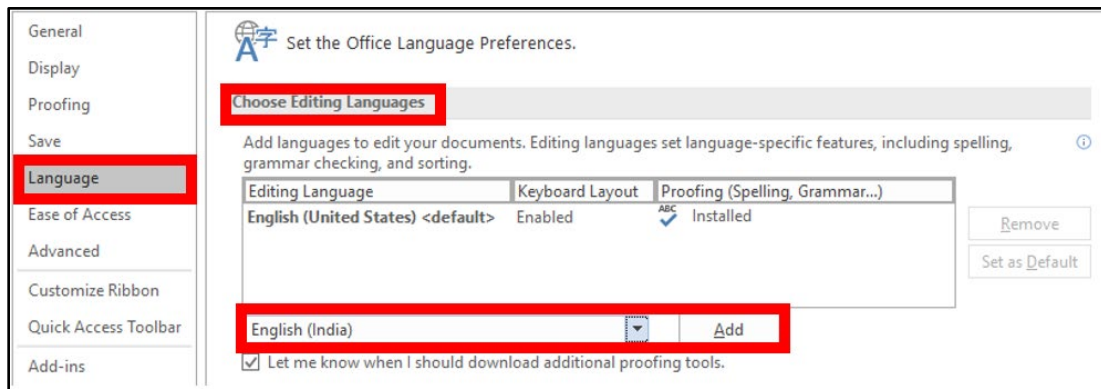 General
Display
Proofing
Save
Language
Ease of Access
Advanced
Customize Ribbon
Quick Access Toolbar
Add-ins
A字 Set the Office Language Preferences.
Choose Editing Languages
Add languages to edit your documents. Editing languages set language-specific features, including spelling,
grammar checking, and sorting.
Editing Language Keyboard Layout Proofing (Spelling, Grammar...)
English (United States) <default> Enabled ABC Installed
Remove
Set as Default
English (India) Add
Let me know when I should download additional proofing tools.